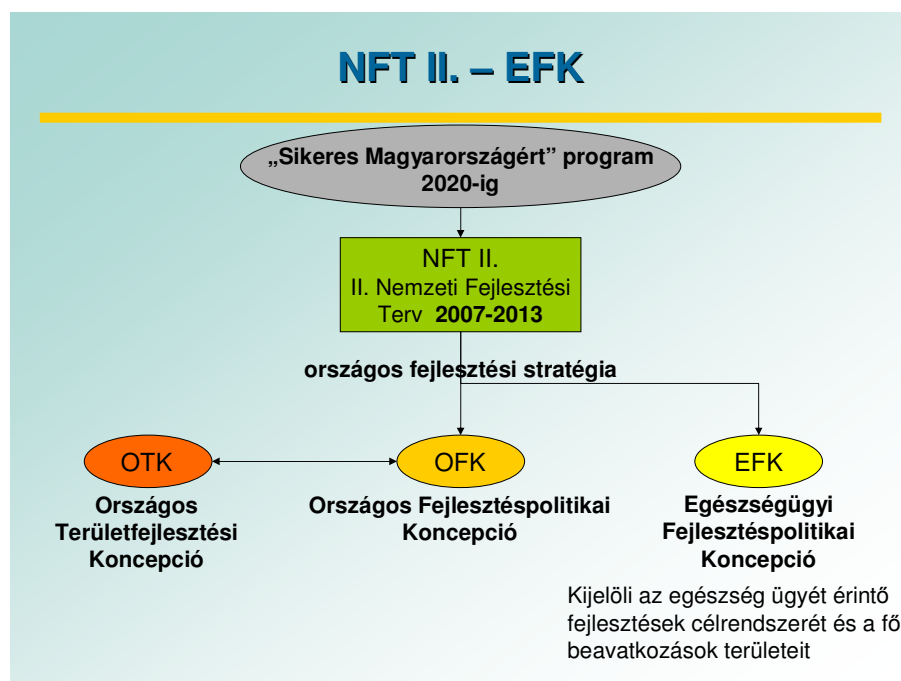 NFT II. – EFK
„Sikeres Magyarországért” program
2020-ig
NFT II.
II. Nemzeti Fejlesztési
Terv 2007-2013
országos fejlesztési stratégia
OTK
OFK
EFK
Országos
Területfejlesztési
Koncepció
Országos Fejlesztéspolitikai
Koncepció
Egészségügyi
Fejlesztéspolitikai
Koncepció
Kijelöli az egészség ügyét érintő
fejlesztések célrendszerét és a fő
beavatkozások területeit